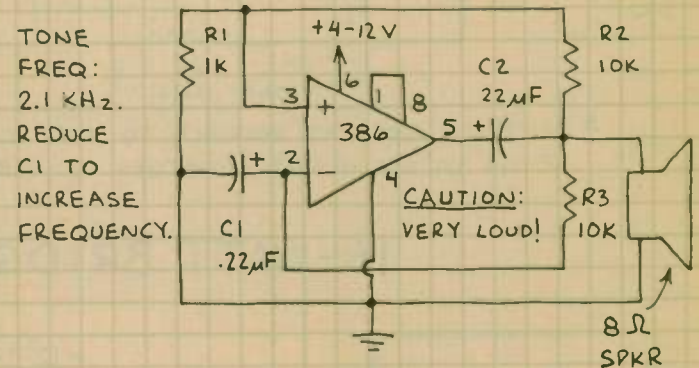 TONE
FREQ:
2.1 KHz.
REDUCE
C1 TO
INCREASE
FREQUENCY.
R1
1K
+4-12V
6
1
8
3
+
386
2
-
5
+
4
C2
22µF
R2
10K
+
C1
.22µF
CAUTION:
VERY LOUD!
R3
10K
8Ω
SPKR